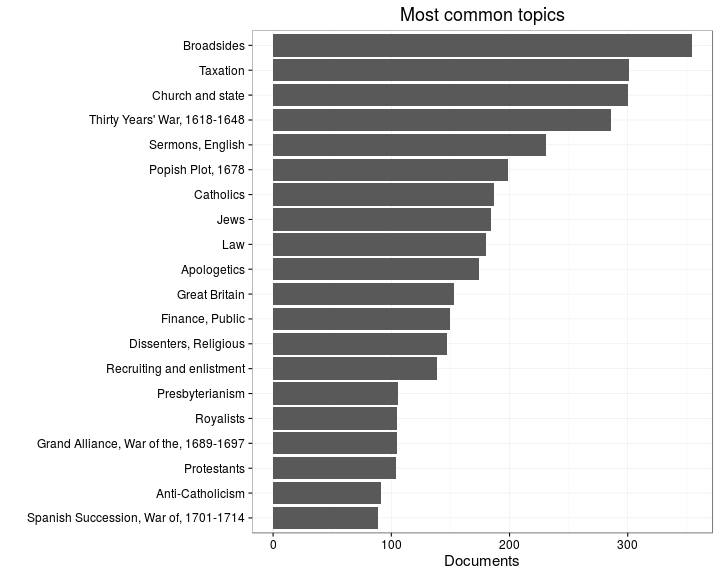 Most common topics
Broadsides
Taxation
Church and state
Thirty Years' War, 1618-1648
Sermons, English
Popish Plot, 1678
Catholics
Jews
Law
Apologetics
Great Britain
Finance, Public
Dissenters, Religious
Recruiting and enlistment
Presbyterianism
Royalists
Grand Alliance, War of the, 1689-1697
Protestants
Anti-Catholicism
Spanish Succession, War of, 1701-1714
0 100 200 300
Documents